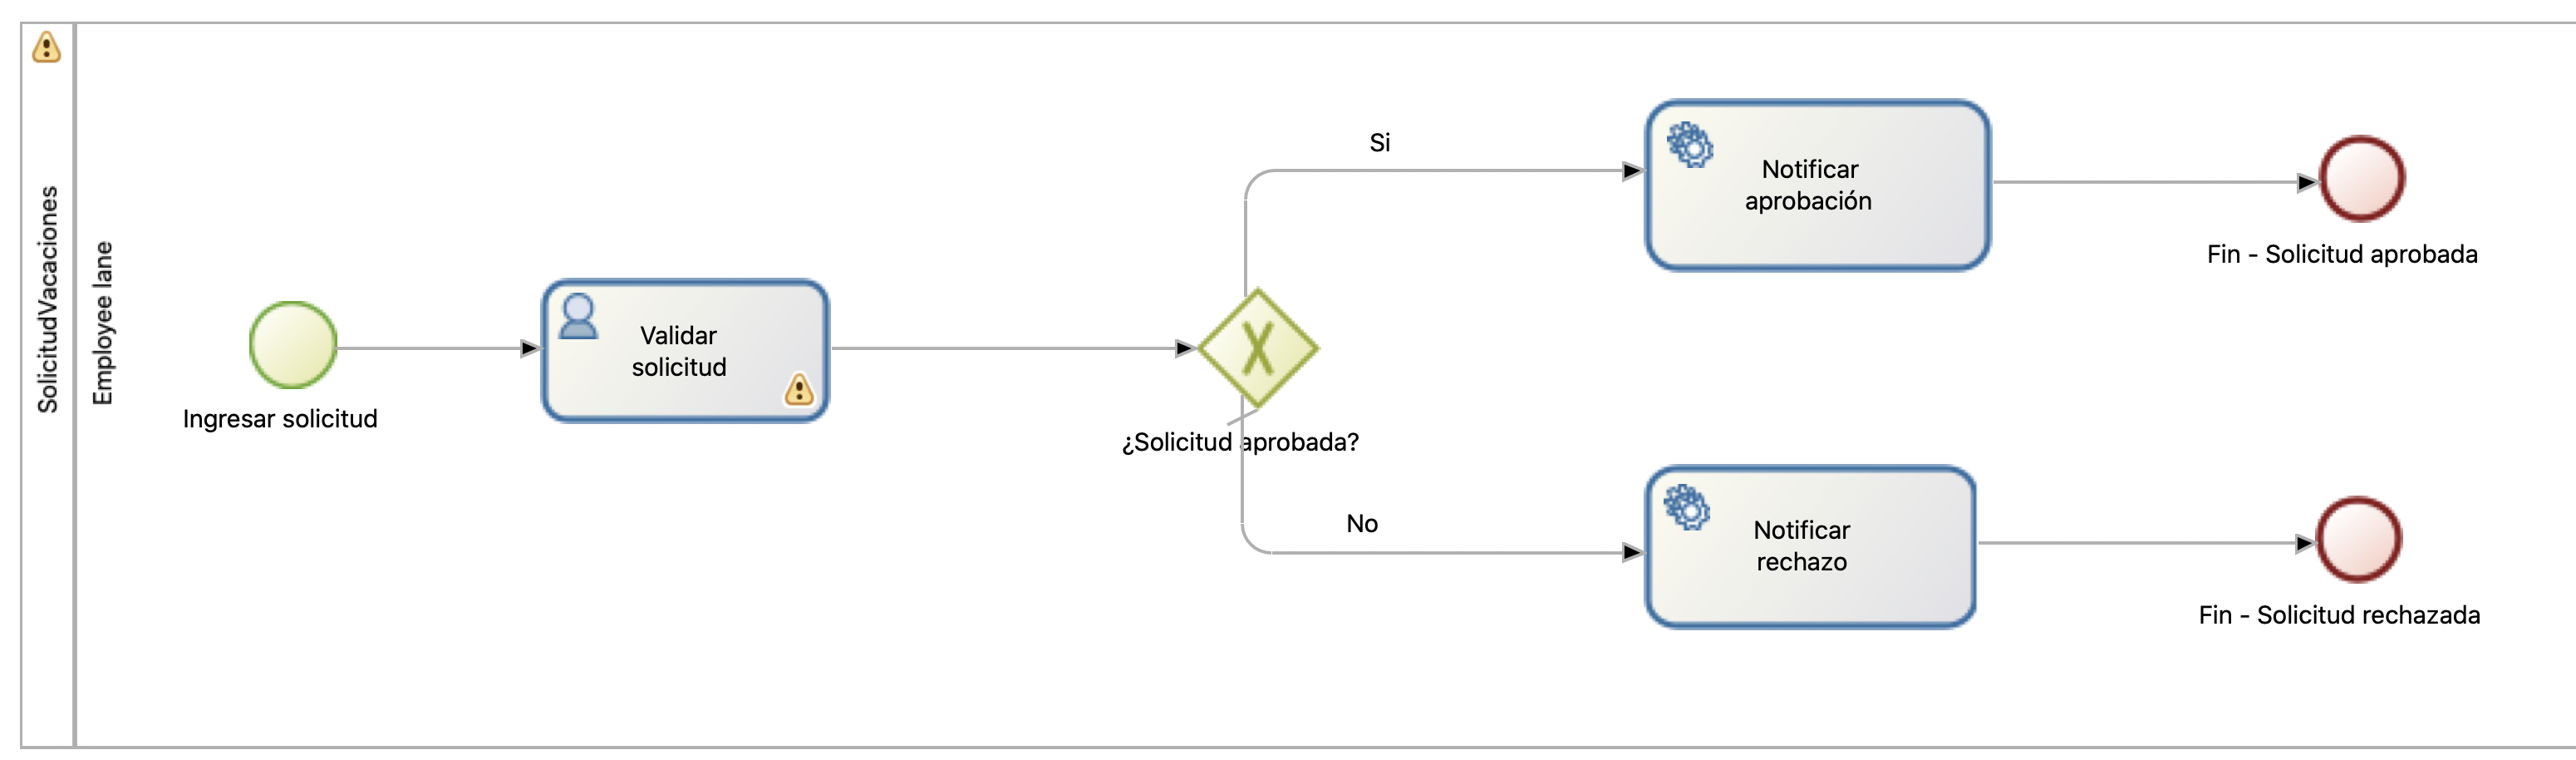 SolicitudVacaciones
Employee lane
Ingresar solicitud
Validar
solicitud
¿Solicitud aprobada?
Si
No
Notificar
aprobación
Fin - Solicitud aprobada
Notificar
rechazo
Fin - Solicitud rechazada